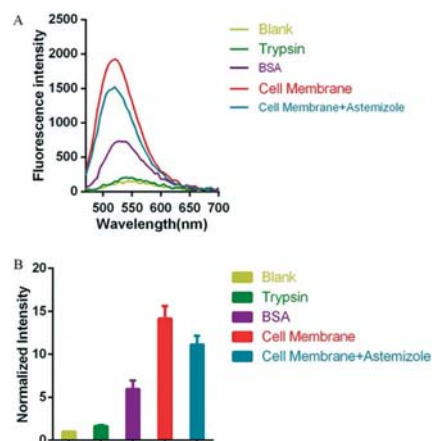 A
2500
2000
1500
1000
500
0
Fluorescence intensity
500 550 600 650 700
Wavelength(nm)
Blank
Trypsin
BSA
Cell Membrane
Cell Membrane+Astemizole
B
20
15
10
5
0
Normalized Intensity
Blank
Trypsin
BSA
Cell Membrane
Cell Membrane+Astemizole